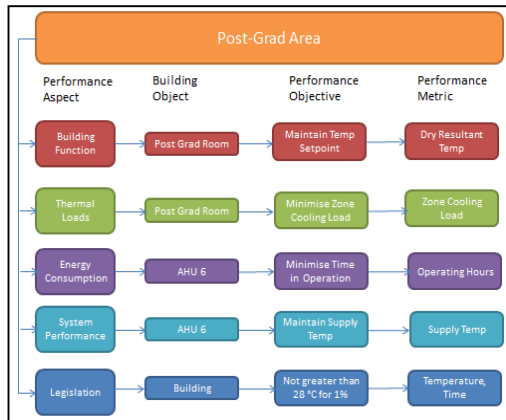 Post-Grad Area
Performance Aspect
Building Object
Performance Objective
Performance Metric
Building Function
Post Grad Room
Maintain Temp Setpoint
Dry Resultant Temp
Thermal Loads
Post Grad Room
Minimise Zone Cooling Load
Zone Cooling Load
Energy Consumption
AHU 6
Minimise Time in Operation
Operating Hours
System Performance
AHU 6
Maintain Supply Temp
Supply Temp
Legislation
Building
Not greater than 28 °C for 1%
Temperature, Time